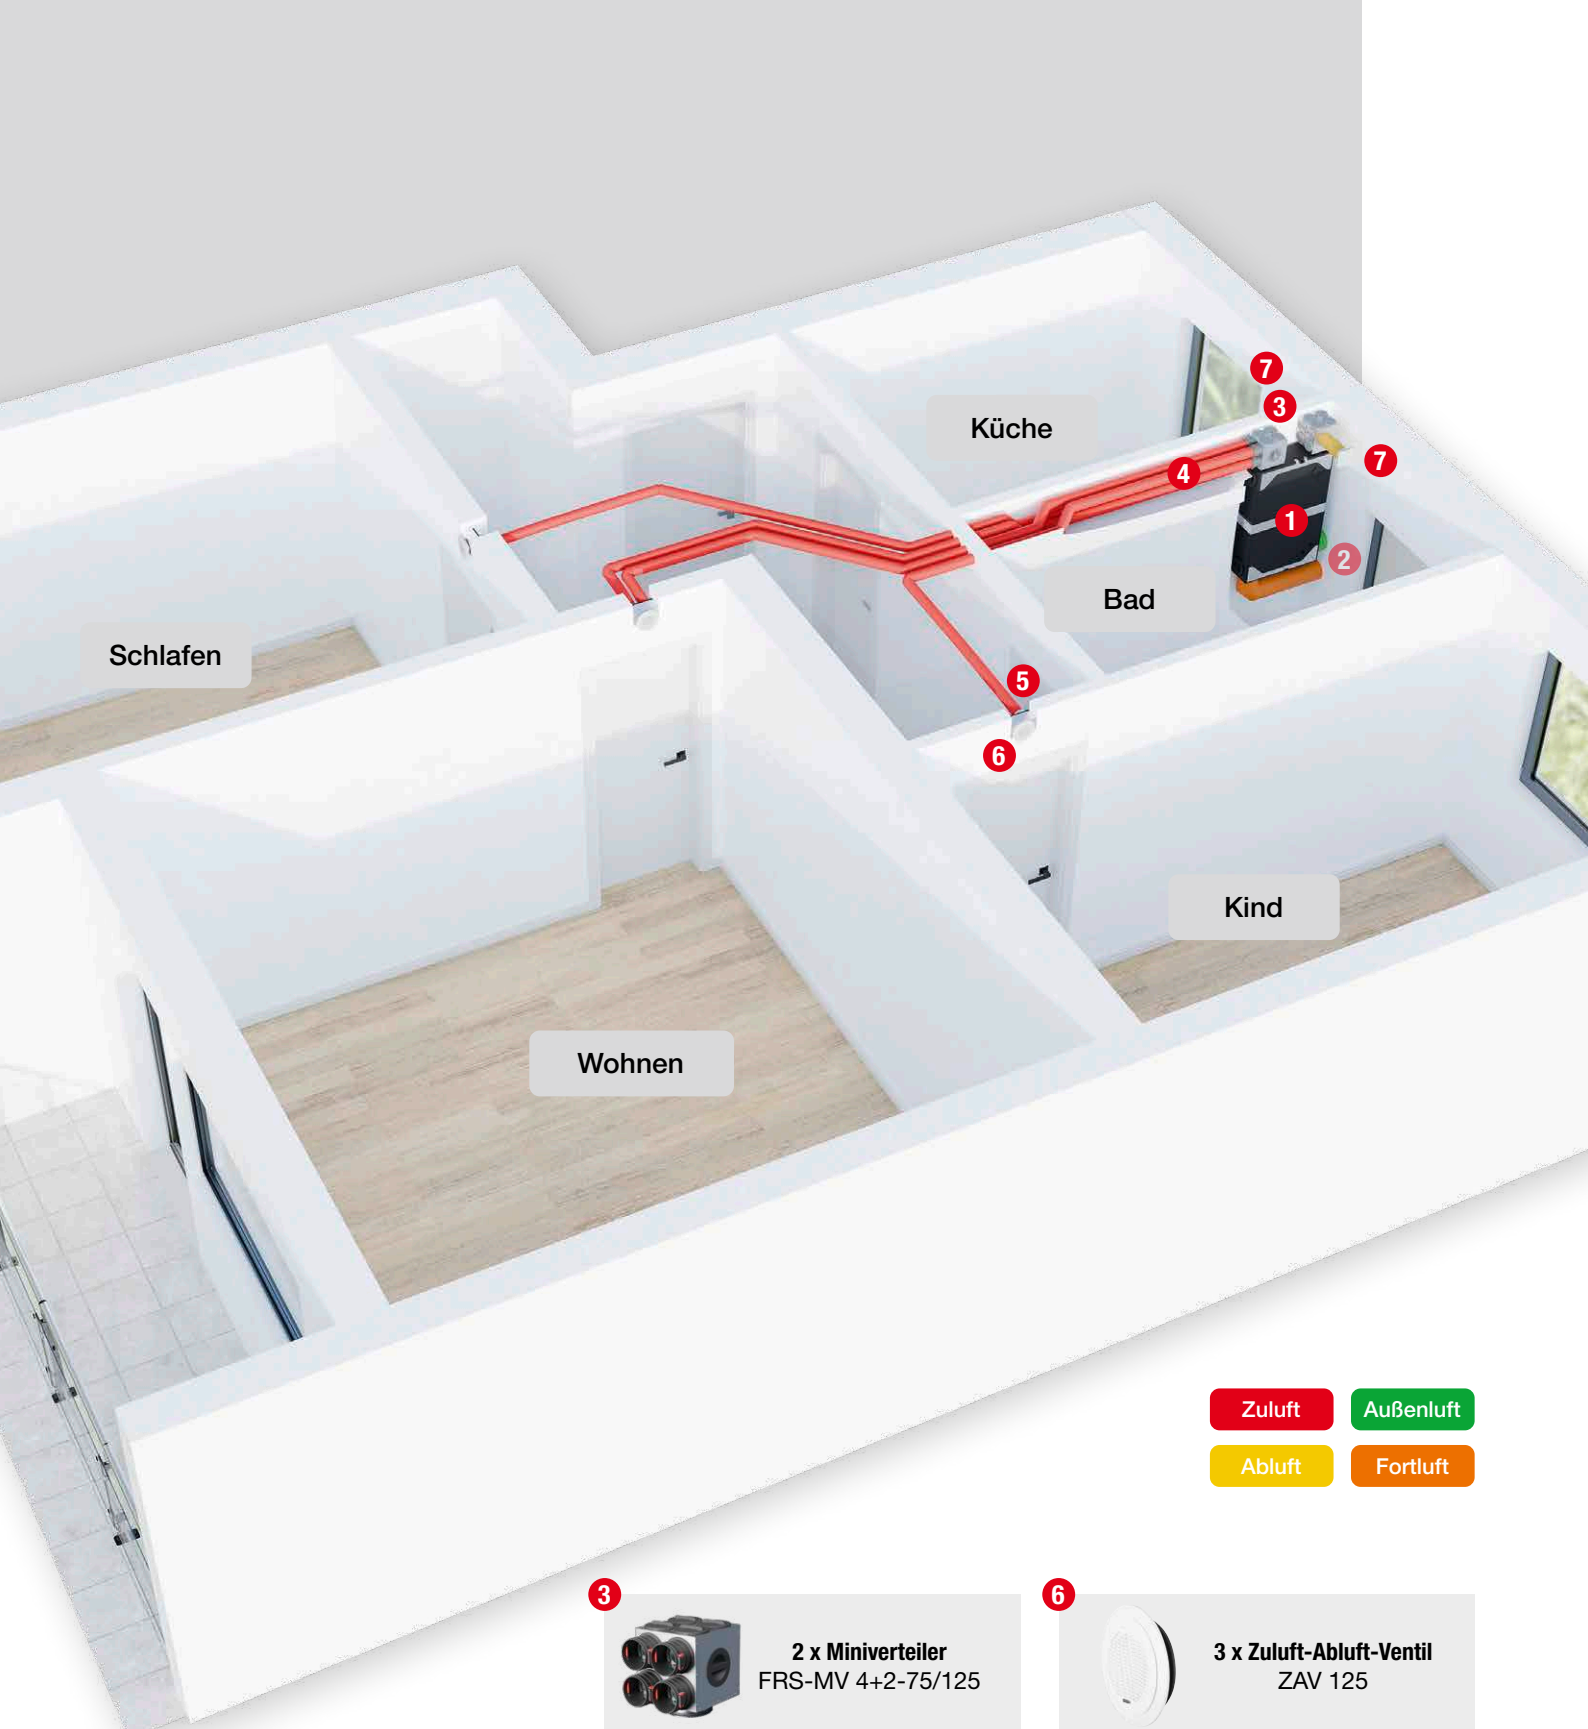 7
3
Küche
7
4
1
2
Bad
Schlafen
5
6
Kind
Wohnen
Zuluft
Außenluft
Abluft
Fortluft
3
2 x Miniverteiler
FRS-MV 4+2-75/125
6
3 x Zuluft-Abluft-Ventil
ZAV 125